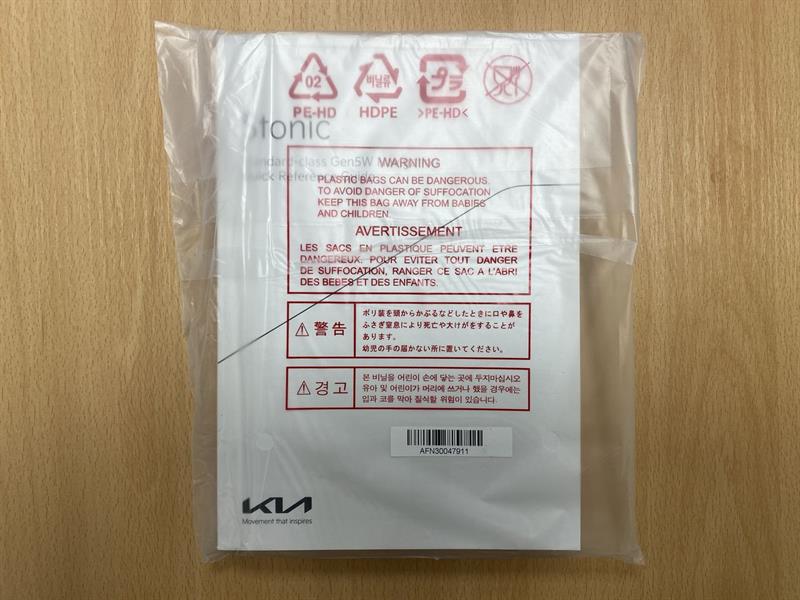 02
비닐류
プラ
PE-HD
HDPE
>PE-HD<
Stonic
Standard-class Gen5W
Quick Reference
WARNING
PLASTIC BAGS CAN BE DANGEROUS.
TO AVOID DANGER OF SUFFOCATION
KEEP THIS BAG AWAY FROM BABIES
AND CHILDREN.
AVERTISSEMENT
LES SACS EN PLASTIQUE PEUVENT ETRE
DANGEREUX. POUR EVITER TOUT DANGER
DE SUFFOCATION, RANGER CE SAC A L'ABRI
DES BEBES ET DES ENFANTS.
警告
ポリ装を頭からかぶるなどしたときに口や鼻を
ふさぎ窒息により死亡や大けがをすることが
あります。
幼児の手の届かない所に置いてください。
경고
본 비닐을 어린이 손에 닿는 곳에 두지마십시오
유아 및 어린이가 머리에 쓰거나 했을 경우에는
입과 코를 막아 질식할 위험이 있습니다.
AFN30047911
KIA
Movement that inspires